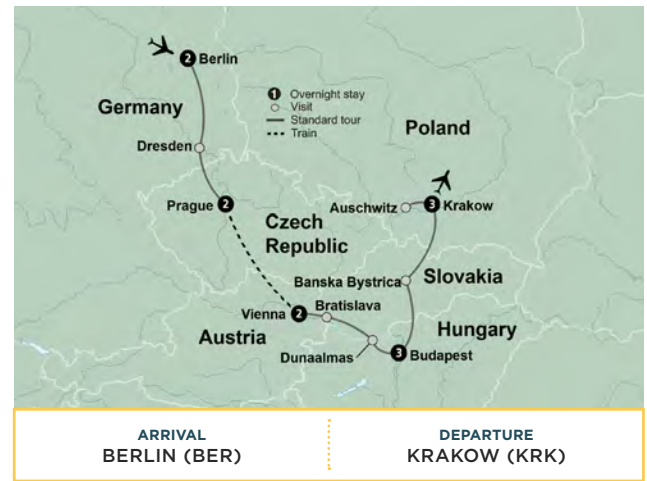 2 Berlin
1 Overnight stay
Visit
Standard tour
Train
Germany
Poland
Dresden
Prague 2
Auschwitz
3 Krakow
Czech
Republic
Banska Bystrica
Slovakia
Vienna 2
Bratislava
Austria
Hungary
Dunaalmas
3 Budapest
ARRIVAL
BERLIN (BER)
DEPARTURE
KRAKOW (KRK)